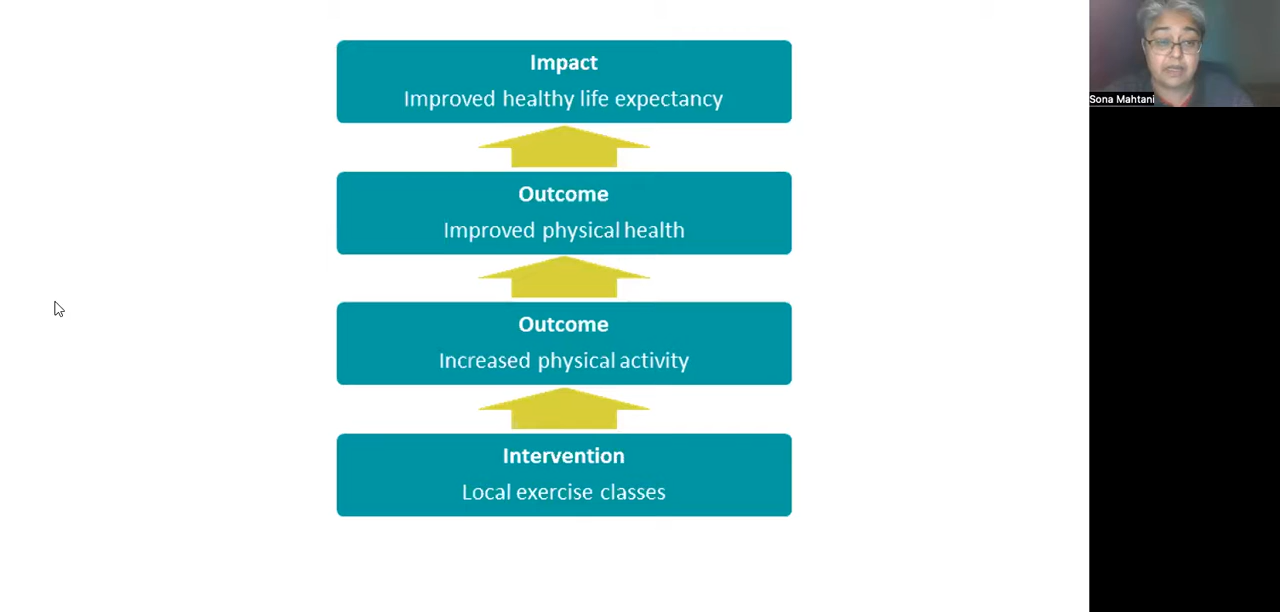 Impact
Improved healthy life expectancy
Outcome
Improved physical health
Outcome
Increased physical activity
Intervention
Local exercise classes
Sona Mahtani